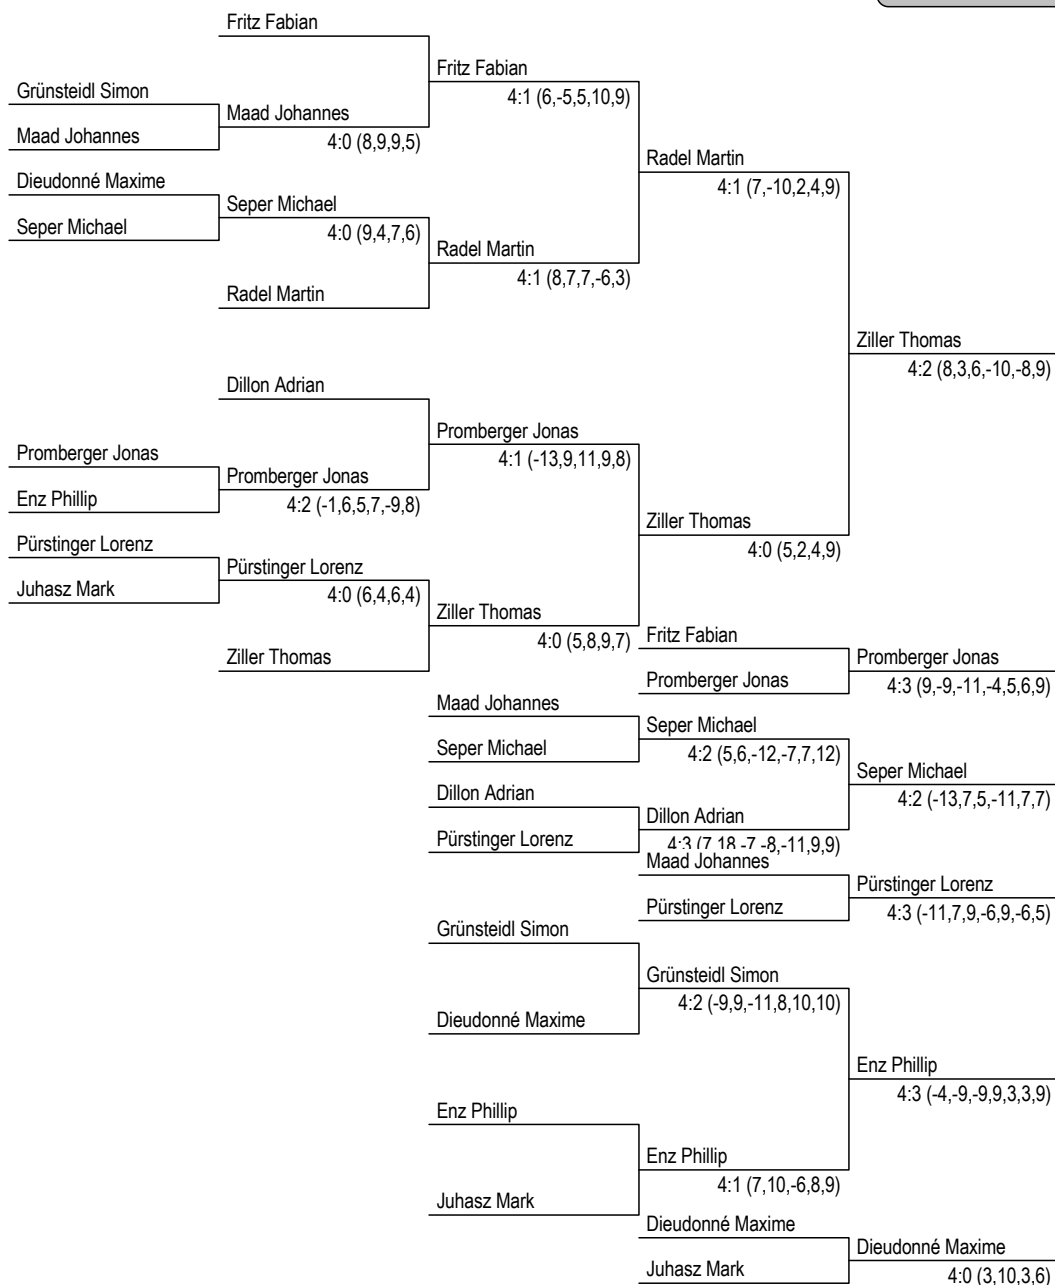 Fritz Fabian
Fritz Fabian
Grünsteidl Simon
4:1 (6,-5,5,10,9)
Maad Johannes
Maad Johannes
4:0 (8,9,9,5)
Radel Martin
Dieudonné Maxime
4:1 (7,-10,2,4,9)
Seper Michael
Seper Michael
4:0 (9,4,7,6)
Radel Martin
4:1 (8,7,7,-6,3)
Radel Martin
Ziller Thomas
4:2 (8,3,6,-10,-8,9)
Dillon Adrian
Promberger Jonas
Promberger Jonas
4:1 (-13,9,11,9,8)
Promberger Jonas
Enz Phillip
4:2 (-1,6,5,7,-9,8)
Ziller Thomas
Pürstinger Lorenz
4:0 (5,2,4,9)
Pürstinger Lorenz
Juhasz Mark
4:0 (6,4,6,4)
Ziller Thomas
4:0 (5,8,9,7)
Fritz Fabian
Ziller Thomas
Promberger Jonas
Promberger Jonas
4:3 (9,-9,-11,-4,5,6,9)
Maad Johannes
Seper Michael
Seper Michael
4:2 (5,6,-12,-7,7,12)
Seper Michael
Dillon Adrian
4:2 (-13,7,5,-11,7,7)
Dillon Adrian
Pürstinger Lorenz
4:3 (7,18,-7,-8,-11,9,9)
Maad Johannes
Pürstinger Lorenz
Pürstinger Lorenz
4:3 (-11,7,9,-6,9,-6,5)
Grünsteidl Simon
Grünsteidl Simon
4:2 (-9,9,-11,8,10,10)
Dieudonné Maxime
Enz Phillip
4:3 (-4,-9,-9,9,3,3,9)
Enz Phillip
Enz Phillip
4:1 (7,10,-6,8,9)
Juhasz Mark
Dieudonné Maxime
Dieudonné Maxime
Juhasz Mark
4:0 (3,10,3,6)